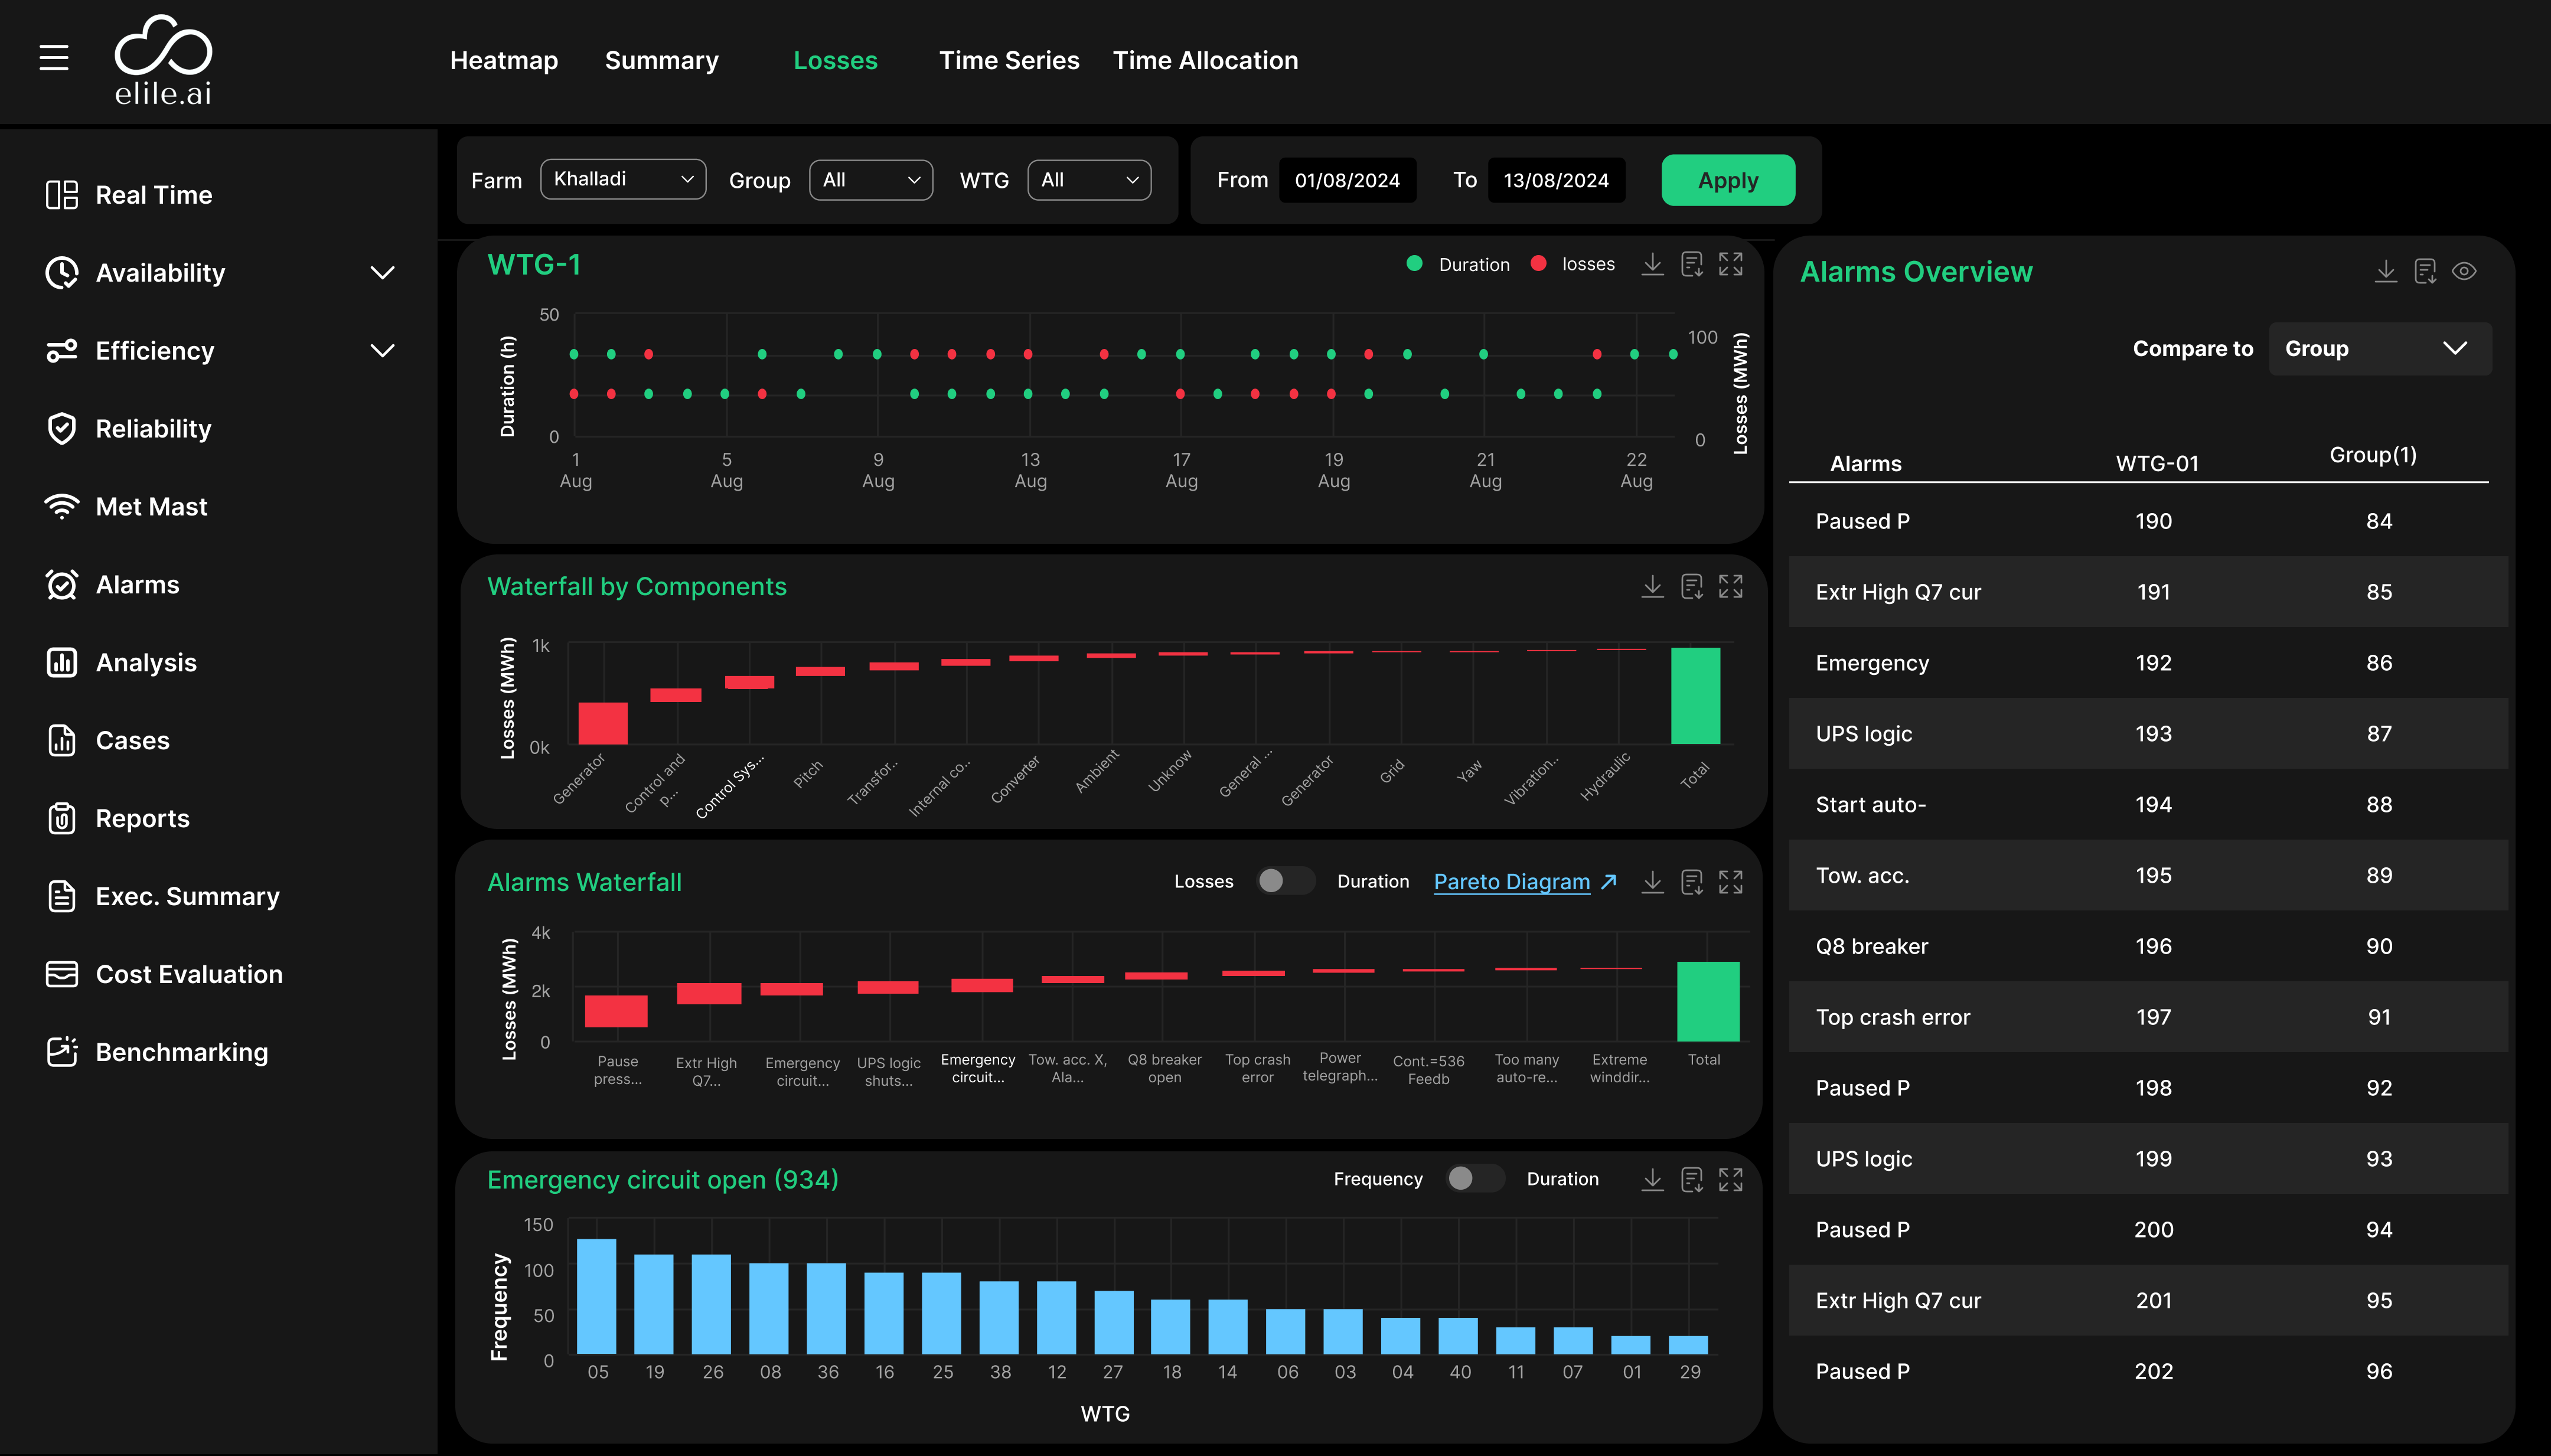 elile.ai
Heatmap
Summary
Losses
Time Series
Time Allocation
Real Time
Availability
Efficiency
Reliability
Met Mast
Alarms
Analysis
Cases
Reports
Exec. Summary
Cost Evaluation
Benchmarking
Farm
Khalladi
Group
All
WTG
All
From
01/08/2024
To
13/08/2024
Apply
WTG-1
Duration
losses
Duration (h)
50
0
1
Aug
5
Aug
9
Aug
13
Aug
17
Aug
19
Aug
21
Aug
22
Aug
100
0
Losses (MWh)
Waterfall by Components
Losses (MWh)
1k
0k
Generator
Control and
p...
Control Sys...
Pitch
Transfor..
Internal co..
Converter
Ambient
Unknow
General ...
Generator
Grid
Yaw
Vibration..
Hydraulic
Total
Alarms Waterfall
Losses
Duration
Pareto Diagram
Losses (MWh)
4k
2k
0
Pause
press...
Extr High
Q7...
Emergency
circuit...
UPS logic
shuts...
Emergency
circuit...
Tow. acc. X,
Ala...
Q8 breaker
open
Top crash
error
Power
telegraph...
Cont.=536
Feedb
Too many
auto-re...
Extreme
winddir...
Total
Emergency circuit open (934)
Frequency
Duration
Frequency
150
100
50
0
05 19 26 08 36 16 25 38 12 27 18 14 06 03 04 40 11 07 01 29
WTG
Alarms Overview
Compare to
Group
Alarms WTG-01 Group(1)
Paused P 190 84
Extr High Q7 cur 191 85
Emergency 192 86
UPS logic 193 87
Start auto- 194 88
Tow. acc. 195 89
Q8 breaker 196 90
Top crash error 197 91
Paused P 198 92
UPS logic 199 93
Paused P 200 94
Extr High Q7 cur 201 95
Paused P 202 96